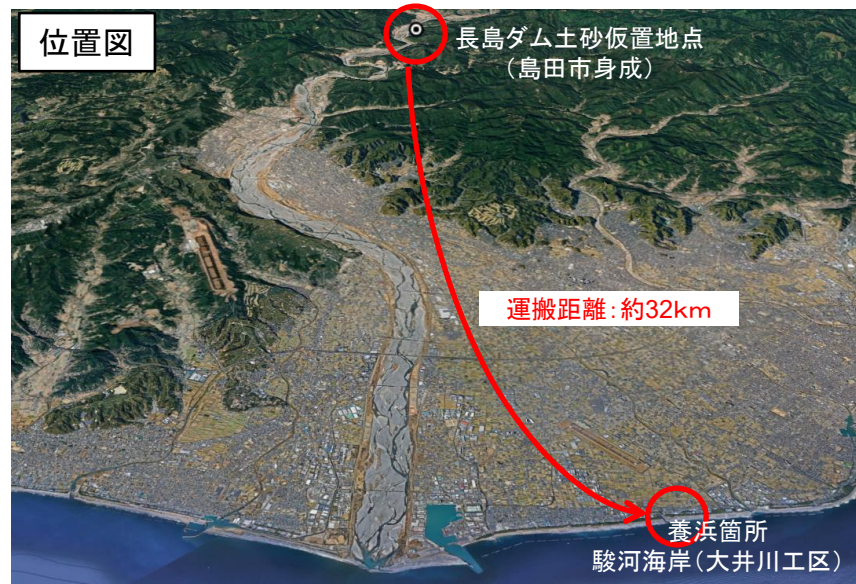 位置図
長島ダム土砂仮置地点
（島田市身成）
運搬距離：約32km
養浜箇所
駿河海岸（大井川工区）